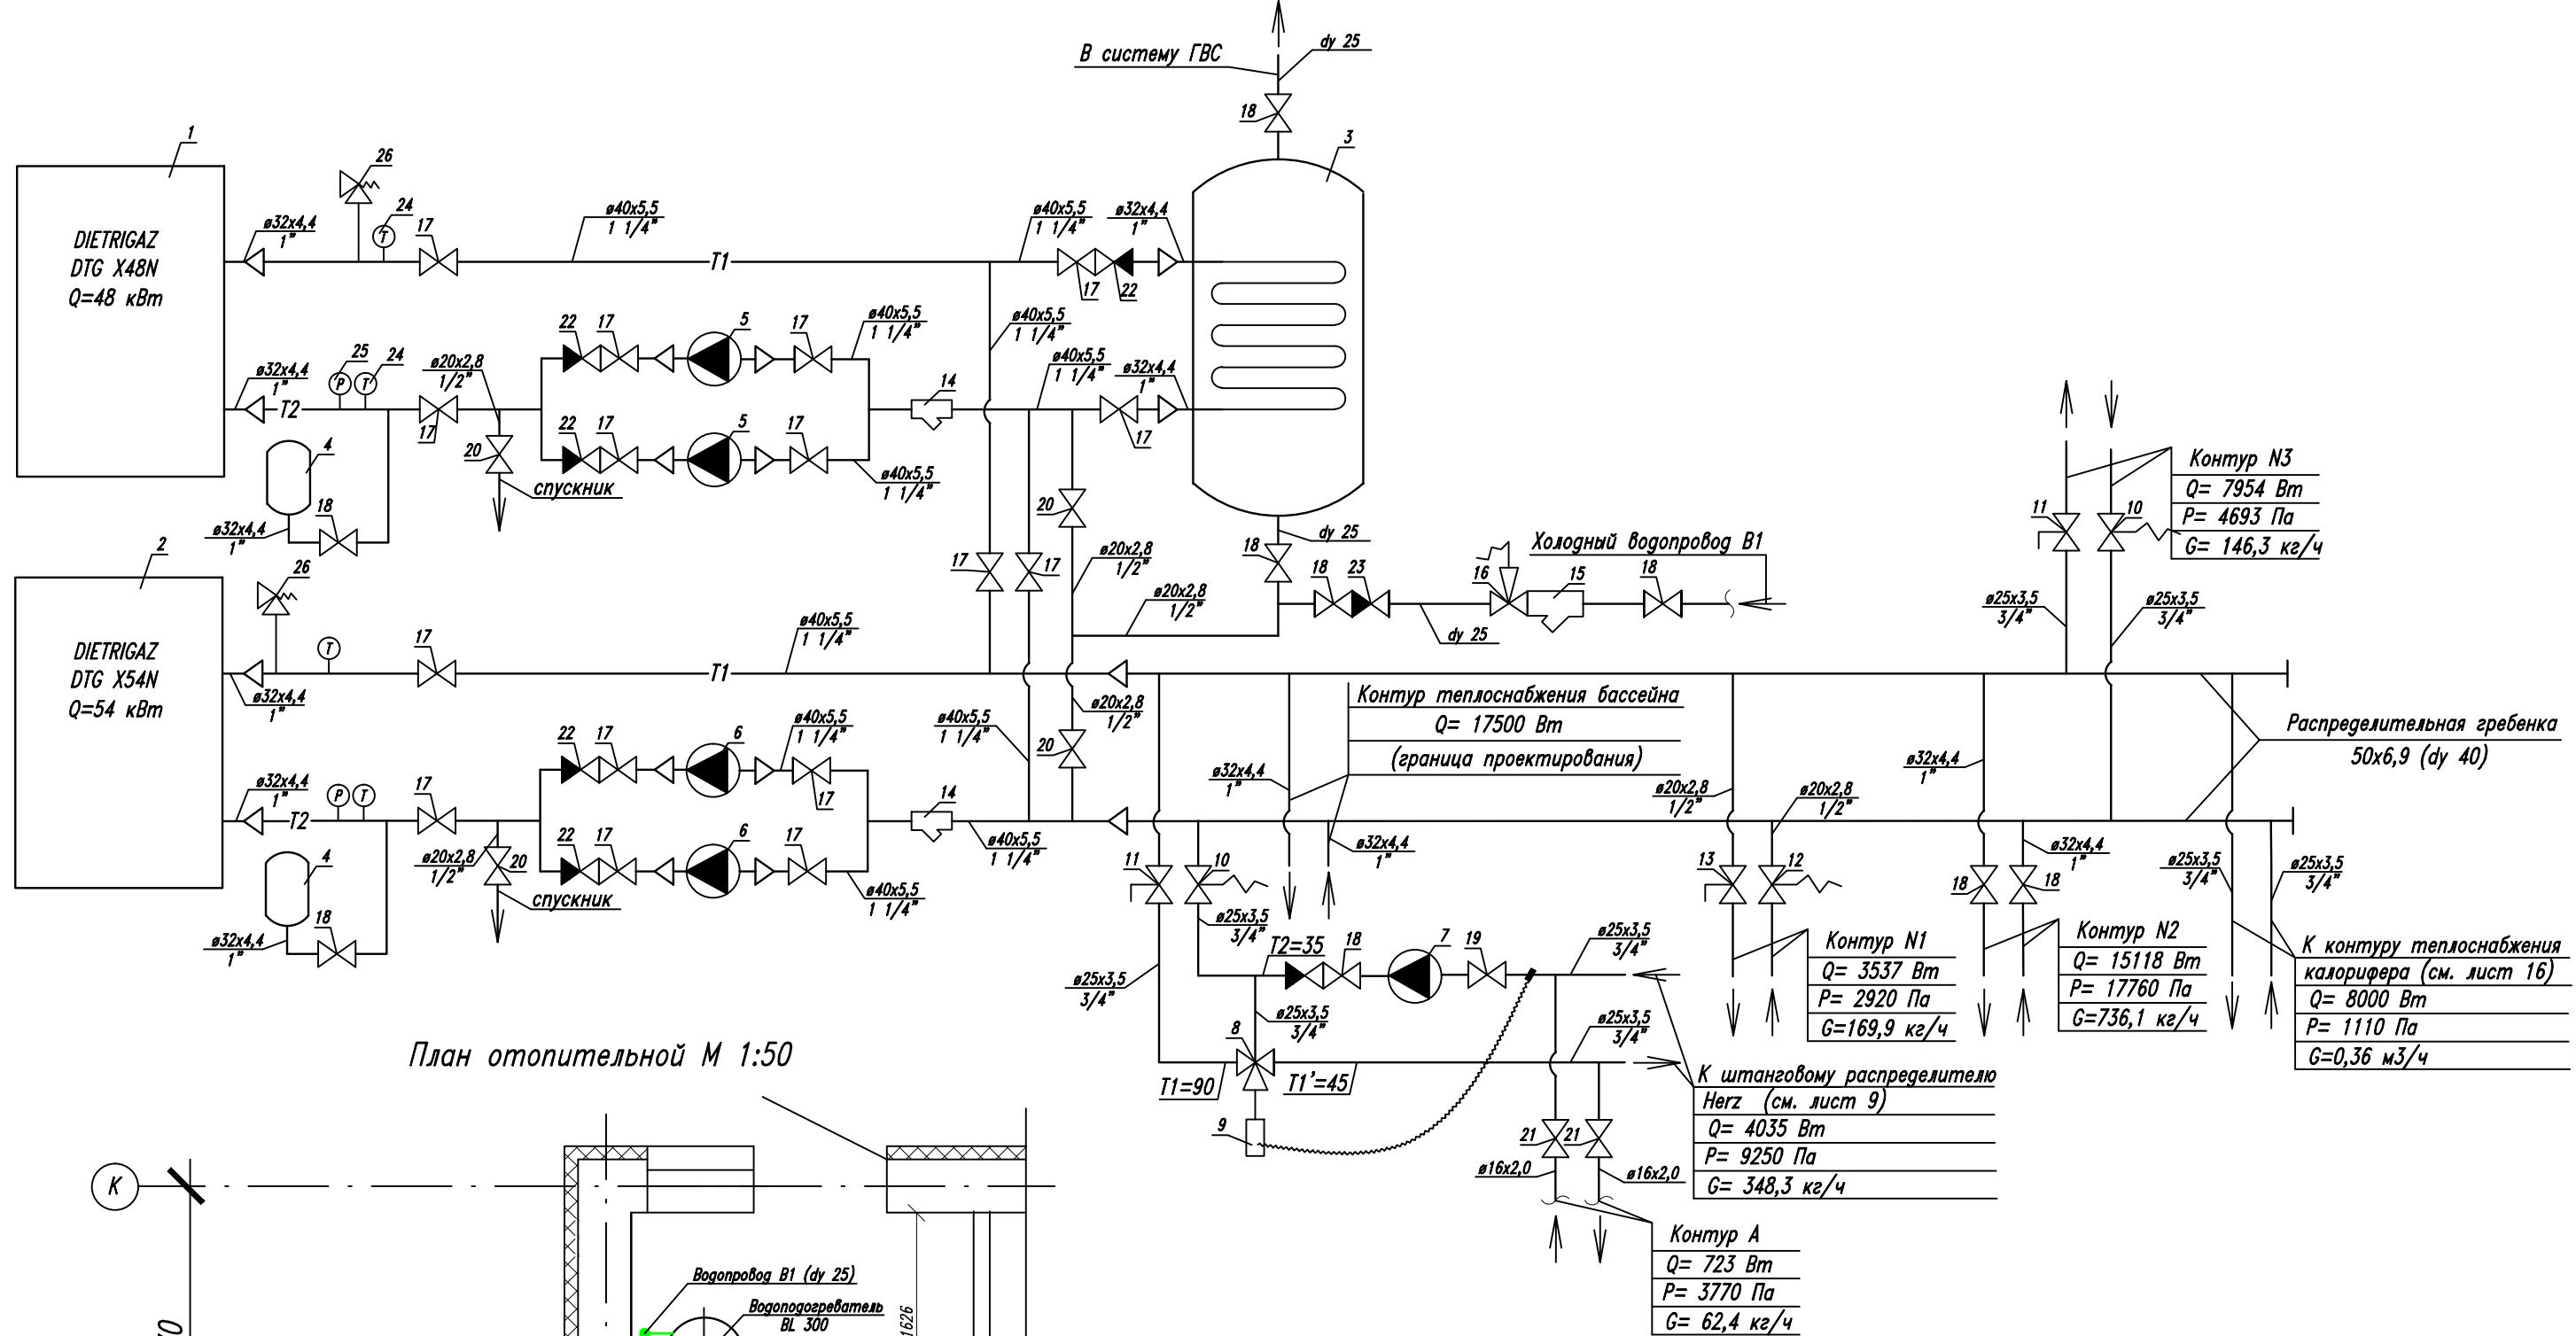 В систему ГВС
dy 25
18
3
1
26
24
17
ø32x4,4
1"
ø40x5,5
1 1/4"
ø40x5,5
1 1/4"
ø32x4,4
1"
DIETRIGAZ
DTG X48N
Q=48 кВт
Т
Т1
17
22
ø40x5,5
1 1/4"
22
17
5
17
ø40x5,5
1 1/4"
ø32x4,4
1"
25
24
ø20x2,8
1/2"
Р
Т
Т2
17
14
ø40x5,5
1 1/4"
ø32x4,4
1"
17
22
17
5
17
ø40x5,5
1 1/4"
20
спускник
4
18
ø32x4,4
1"
20
18
dy 25
Холодный водопровод В1
17
17
ø20x2,8
1/2"
18
23
16
15
18
dy 25
ø20x2,8
1/2"
11
10
Контур N3
Q= 7954 Вт
P= 4693 Па
G= 146,3 кг/ч
ø25x3,5
3/4"
ø25x3,5
3/4"
2
26
Т
17
ø40x5,5
1 1/4"
DIETRIGAZ
DTG X54N
Q=54 кВт
ø32x4,4
1"
Т1
ø20x2,8
1/2"
Контур теплоснабжения бассейна
Q= 17500 Вт
(граница проектирования)
Распределительная гребенка
50x6,9 (dy 40)
22
17
6
ø40x5,5
1 1/4"
17
ø40x5,5
1 1/4"
20
ø32x4,4
1"
ø32x4,4
1"
Р
Т
Т2
17
14
ø40x5,5
1 1/4"
22
17
6
17
ø40x5,5
1 1/4"
ø20x2,8
1/2"
20
спускник
4
18
ø32x4,4
1"
ø32x4,4
1"
11
10
ø25x3,5
3/4"
ø20x2,8
1/2"
ø20x2,8
1/2"
13
12
ø32x4,4
1"
ø32x4,4
1"
18
18
ø25x3,5
3/4"
ø25x3,5
3/4"
Контур N1
Q= 3537 Вт
P= 2920 Па
G=169,9 кг/ч
Контур N2
Q= 15118 Вт
P= 17760 Па
G=736,1 кг/ч
К контуру теплоснабжения
калорифера (см. лист 16)
Q= 8000 Вт
P= 1110 Па
G=0,36 м3/ч
Т2=35
18
7
19
ø25x3,5
3/4"
ø25x3,5
3/4"
ø25x3,5
3/4"
ø25x3,5
3/4"
8
Т1=90
Т1'=45
9
21
21
ø16x2,0
ø16x2,0
К штанговому распределителю
Herz (см. лист 9)
Q= 4035 Вт
P= 9250 Па
G= 348,3 кг/ч
Контур А
Q= 723 Вт
P= 3770 Па
G= 62,4 кг/ч
План отопительной М 1:50
К
Водопровод В1 (dy 25)
Водоподогреватель
BL 300
1626